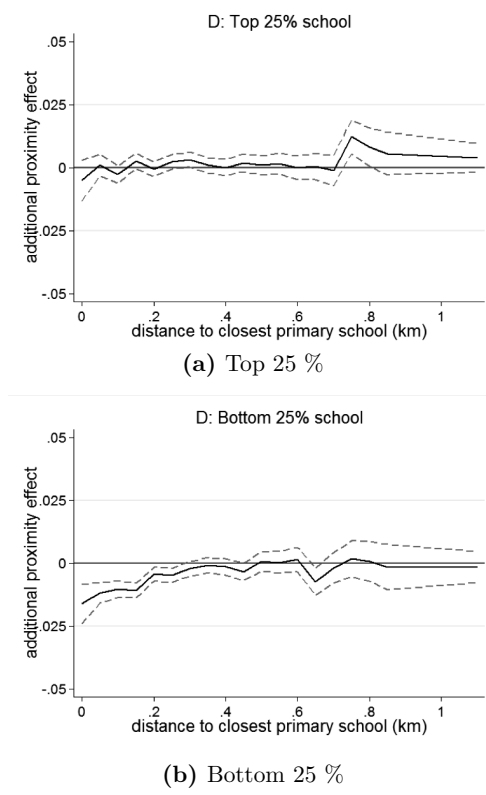 D: Top 25% school
additional proximity effect
.05
.025
0
-.025
-.05
0 .2 .4 .6 .8 1
distance to closest primary school (km)
(a) Top 25 %
D: Bottom 25% school
additional proximity effect
.05
.025
0
-.025
-.05
0 .2 .4 .6 .8 1
distance to closest primary school (km)
(b) Bottom 25 %